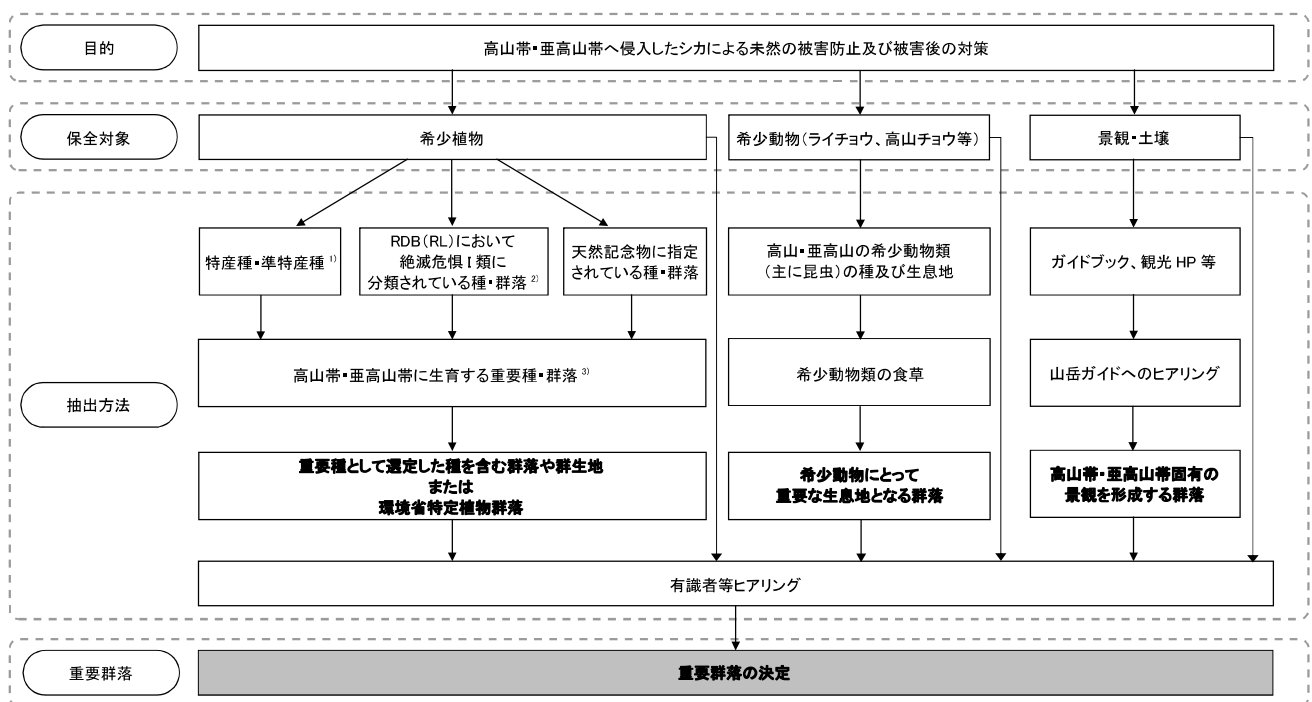 目的
高山帯・亜高山帯へ侵入したシカによる未然の被害防止及び被害後の対策
保全対象
希少植物
希少動物(ライチョウ、高山チョウ等)
景観・土壌
抽出方法
特産種・準特産種 1)
RDB(RL)において
絶滅危惧Ⅰ類に
分類されている種・群落 2)
天然記念物に指定
されている種・群落
高山・亜高山の希少動物類
(主に昆虫)の種及び生息地
ガイドブック、観光 HP 等
高山帯・亜高山帯に生育する重要種・群落 3)
希少動物類の食草
山岳ガイドへのヒアリング
重要種として選定した種を含む群落や群生地
または
環境省特定植物群落
希少動物にとって
重要な生息地となる群落
高山帯・亜高山帯固有の
景観を形成する群落
有識者等ヒアリング
重要群落
重要群落の決定